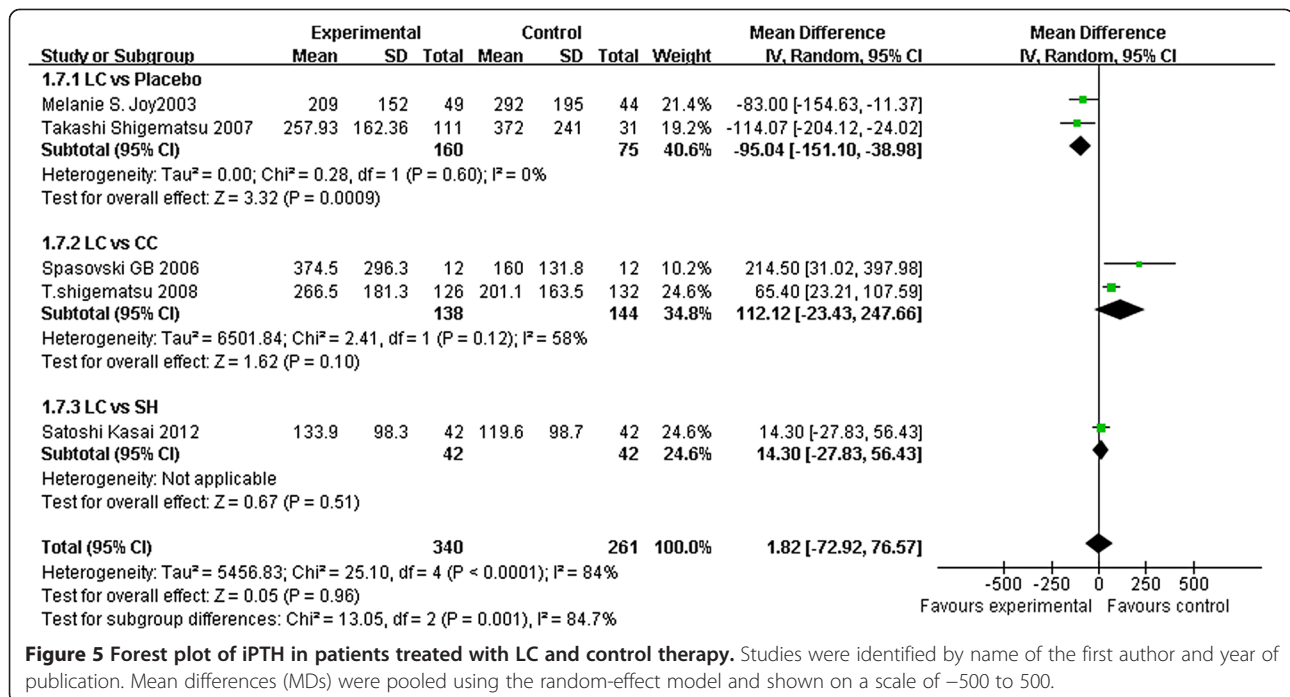 Experimental Control Mean Difference Mean Difference
Study or Subgroup Mean SD Total Mean SD Total Weight IV, Random, 95% CI IV, Random, 95% CI
1.7.1 LC vs Placebo
Melanie S. Joy2003 209 152 49 292 195 44 21.4% -83.00 [-154.63, -11.37]
Takashi Shigematsu 2007 257.93 162.36 111 372 241 31 19.2% -114.07 [-204.12, -24.02]
Subtotal (95% CI) 160 75 40.6% -95.04 [-151.10, -38.98]
Heterogeneity: Tau² = 0.00; Chi² = 0.28, df = 1 (P = 0.60); I² = 0%
Test for overall effect: Z = 3.32 (P = 0.0009)
1.7.2 LC vs CC
Spasovski GB 2006 374.5 296.3 12 160 131.8 12 10.2% 214.50 [31.02, 397.98]
T.shigematsu 2008 266.5 181.3 126 201.1 163.5 132 24.6% 65.40 [23.21, 107.59]
Subtotal (95% CI) 138 144 34.8% 112.12 [-23.43, 247.66]
Heterogeneity: Tau² = 6501.84; Chi² = 2.41, df = 1 (P = 0.12); I² = 58%
Test for overall effect: Z = 1.62 (P = 0.10)
1.7.3 LC vs SH
Satoshi Kasai 2012 133.9 98.3 42 119.6 98.7 42 24.6% 14.30 [-27.83, 56.43]
Subtotal (95% CI) 42 42 24.6% 14.30 [-27.83, 56.43]
Heterogeneity: Not applicable
Test for overall effect: Z = 0.67 (P = 0.51)
Total (95% CI) 340 261 100.0% 1.82 [-72.92, 76.57]
Heterogeneity: Tau² = 5456.83; Chi² = 25.10, df = 4 (P < 0.0001); I² = 84%
Test for overall effect: Z = 0.05 (P = 0.96)
Test for subgroup differences: Chi² = 13.05, df = 2 (P = 0.001), I² = 84.7%
-500 -250 0 250 500
Favours experimental Favours control
Figure 5 Forest plot of iPTH in patients treated with LC and control therapy. Studies were identified by name of the first author and year of
publication. Mean differences (MDs) were pooled using the random-effect model and shown on a scale of −500 to 500.